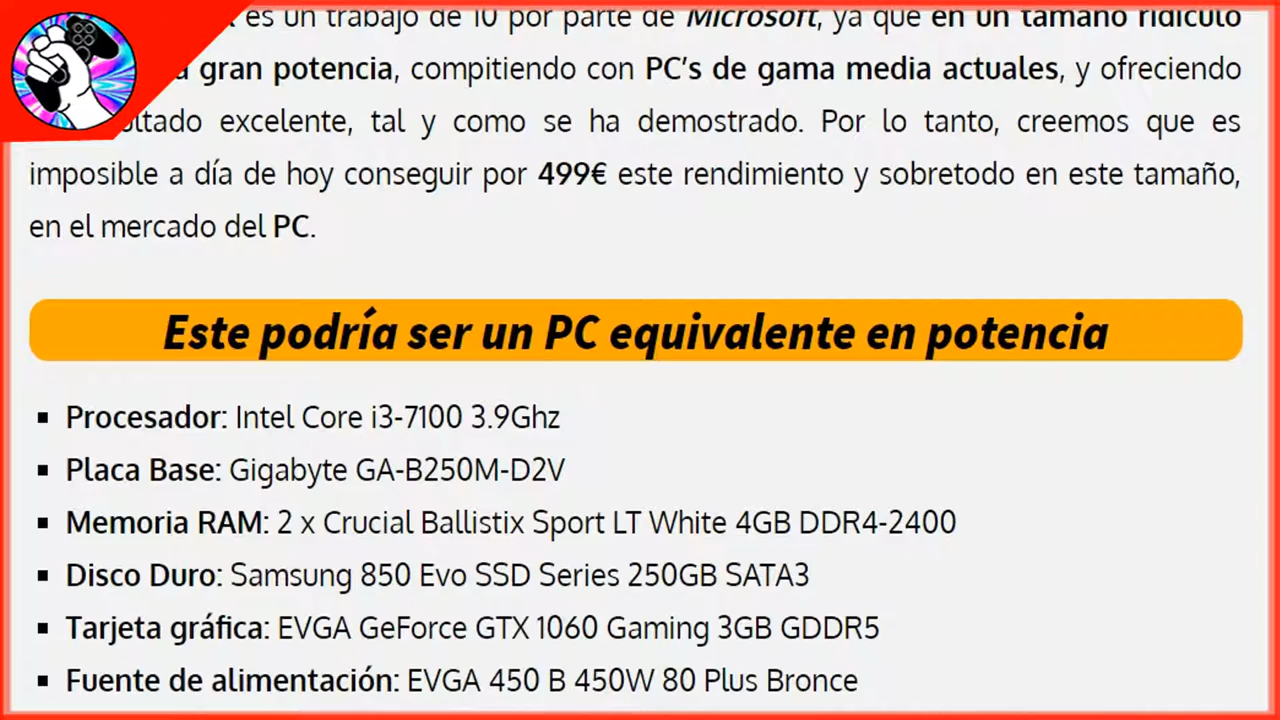 es un trabajo de 10 por parte de Microsoft, ya que en un tamaño ridículo
gran potencia, compitiendo con PC's de gama media actuales, y ofreciendo
excelente, tal y como se ha demostrado. Por lo tanto, creemos que es
imposible a día de hoy conseguir por 499€ este rendimiento y sobretodo en este tamaño,
en el mercado del PC.
Este podría ser un PC equivalente en potencia
▪ Procesador: Intel Core i3-7100 3.9Ghz
▪ Placa Base: Gigabyte GA-B250M-D2V
▪ Memoria RAM: 2 x Crucial Ballistix Sport LT White 4GB DDR4-2400
▪ Disco Duro: Samsung 850 Evo SSD Series 250GB SATA3
▪ Tarjeta gráfica: EVGA GeForce GTX 1060 Gaming 3GB GDDR5
▪ Fuente de alimentación: EVGA 450 B 450W 80 Plus Bronce